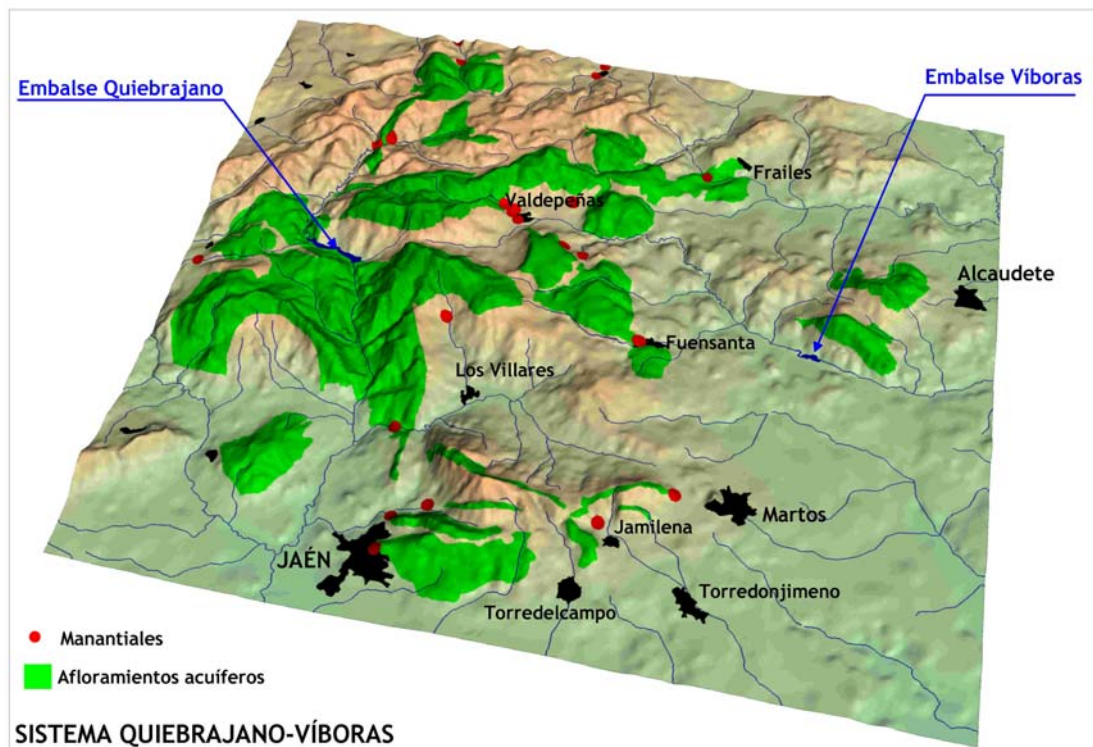 Embalse Quiebrajano
Embalse Víboras
Frailes
Valdepeñas
Alcaudete
Fuensanta
Los Villares
Martos
Jamilena
JAÉN
Torredelcampo
Torredonjimeno
Manantiales
Afloramientos acuíferos
SISTEMA QUIEBRAJANO-VÍBORAS